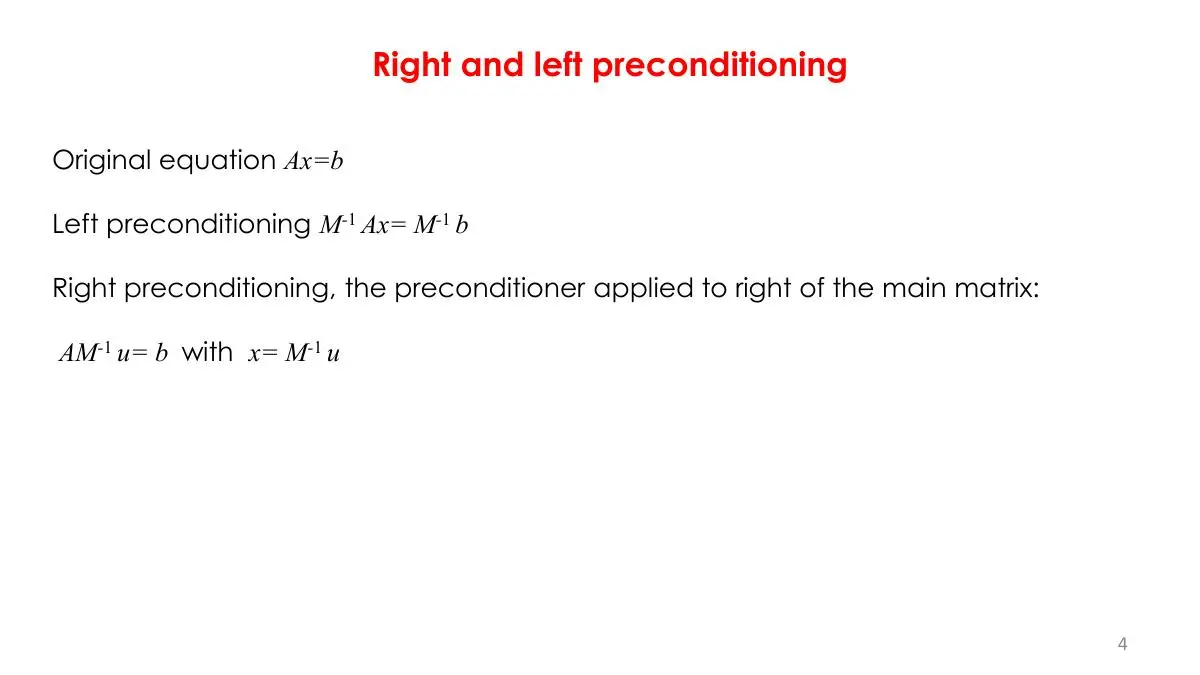 Right and left preconditioning
Original equation Ax=b
Left preconditioning M⁻¹ Ax= M⁻¹ b
Right preconditioning, the preconditioner applied to right of the main matrix:
AM⁻¹ u= b with x= M⁻¹ u
4